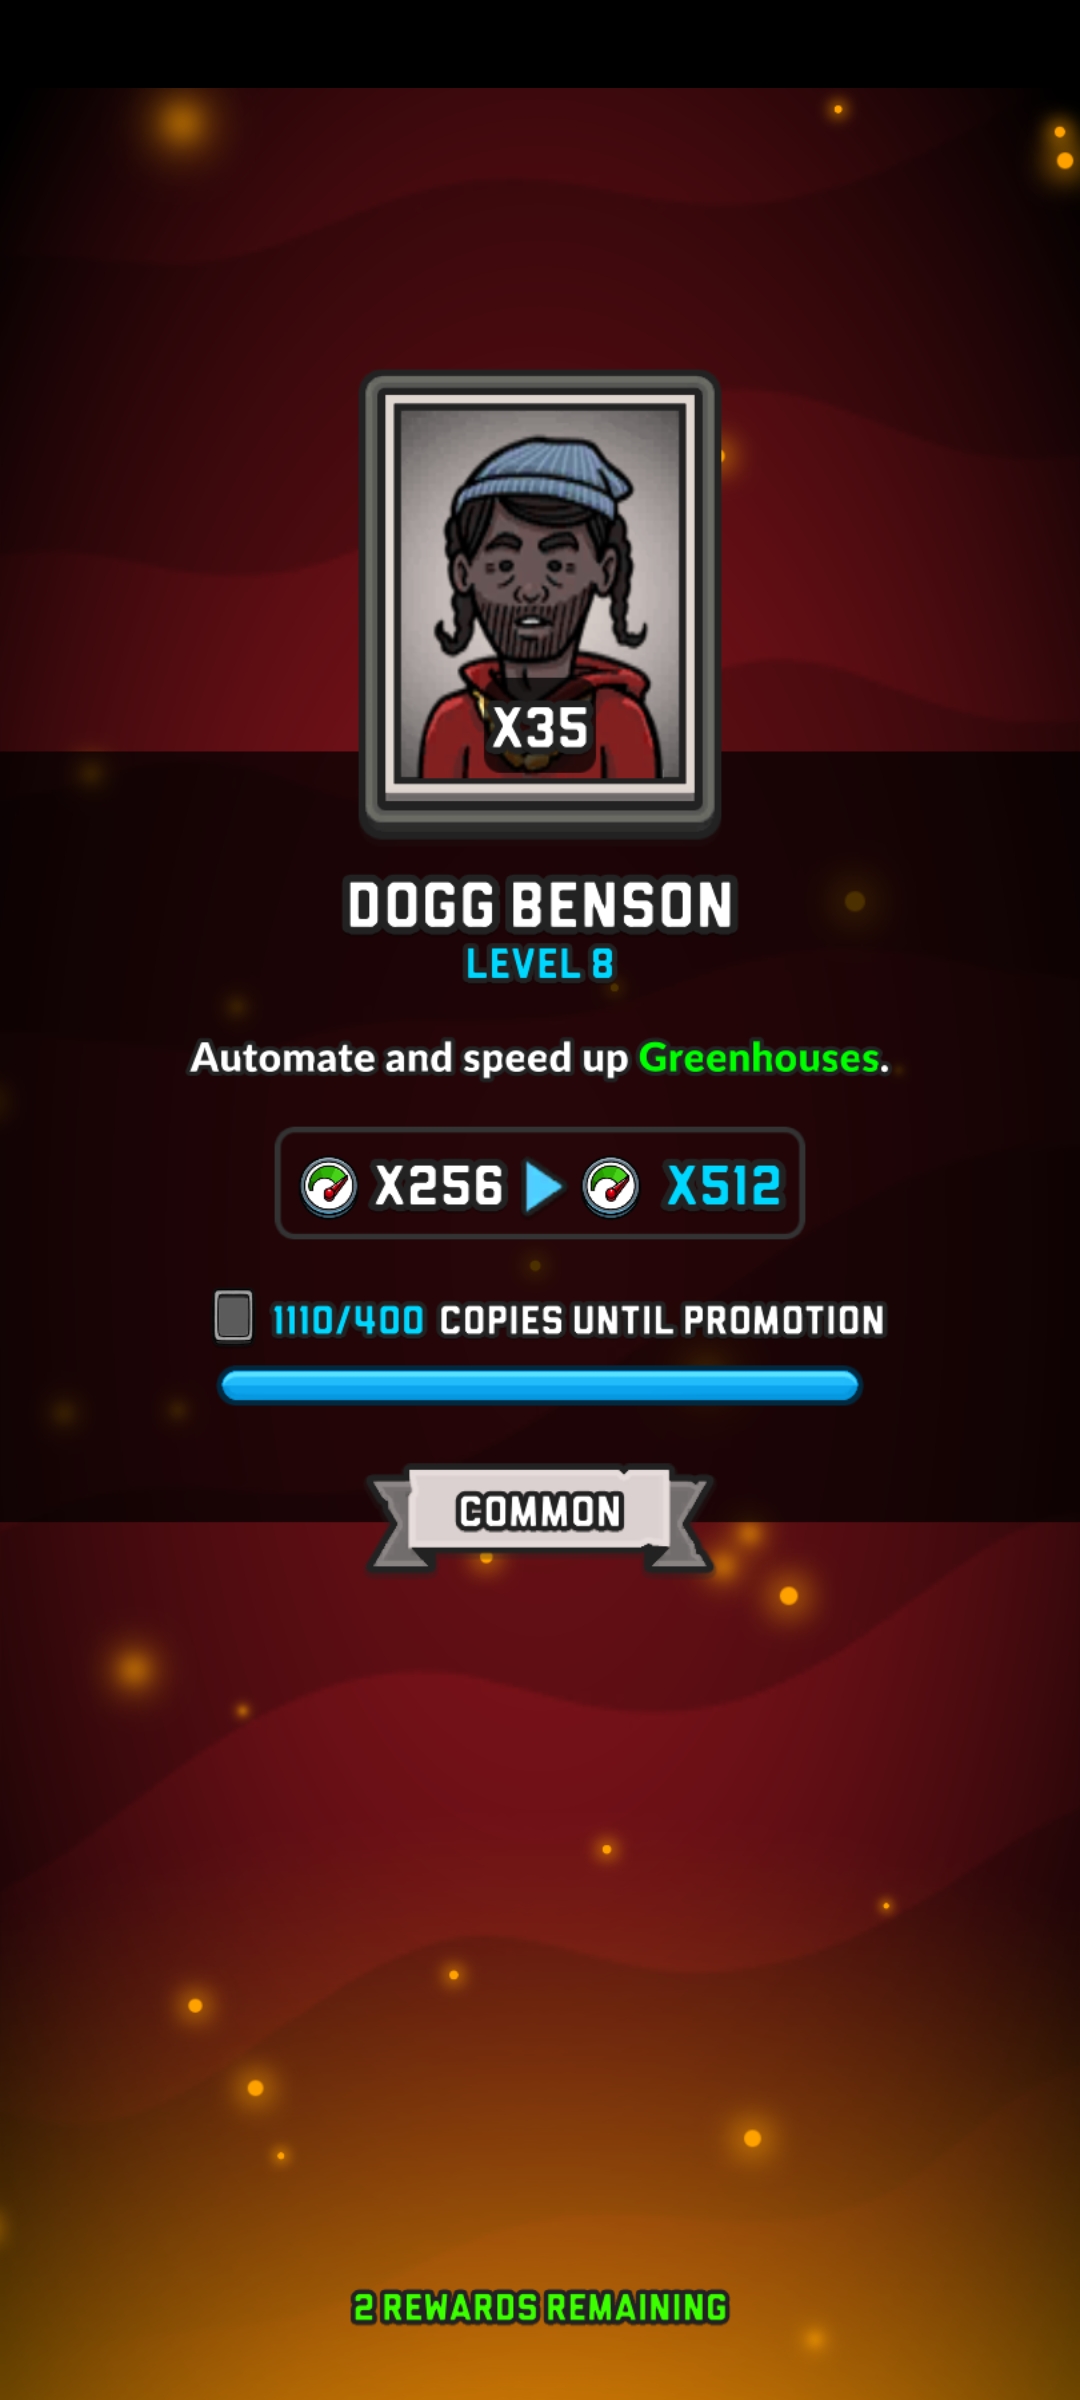 X35
DOGG BENSON
LEVEL 8
Automate and speed up Greenhouses.
X256 X512
1110/400 COPIES UNTIL PROMOTION
COMMON
2 REWARDS REMAINING